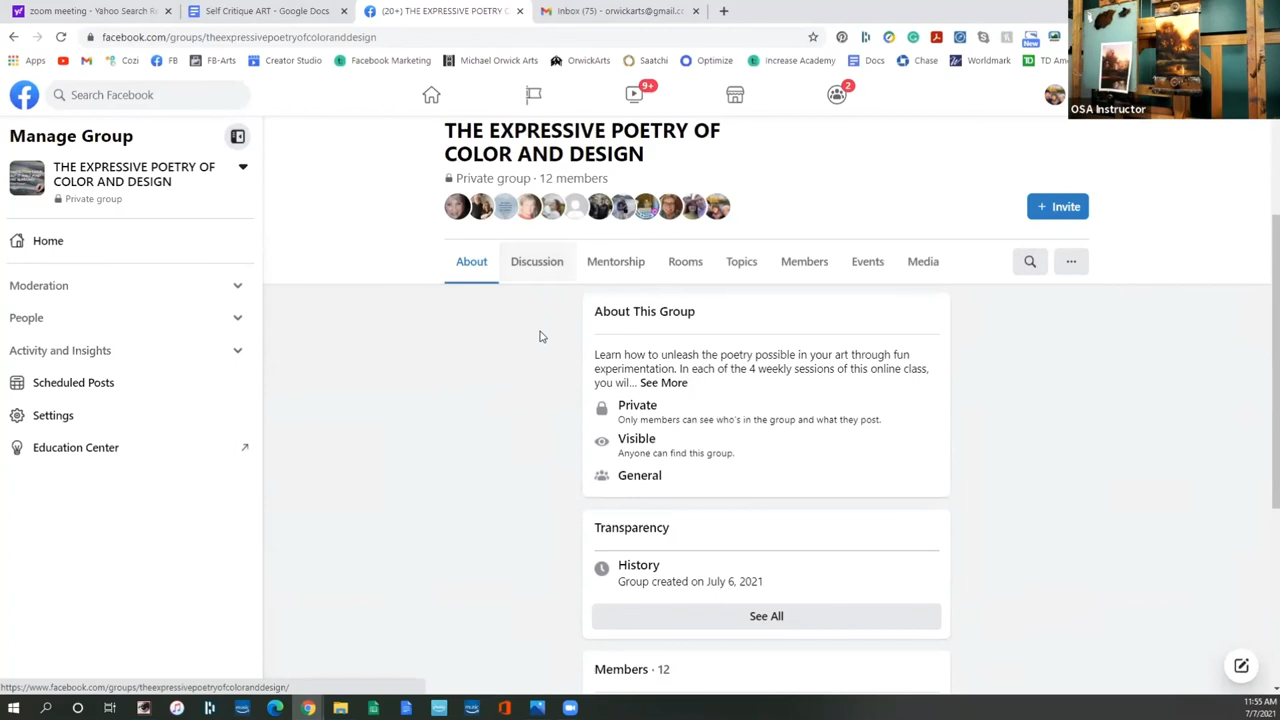 zoom meeting - Yahoo Search Re
Self Critique ART - Google Docs
(20+) THE EXPRESSIVE POETRY O
Inbox (75) - orwickarts@gmail.co
facebook.com/groups/theexpressivepoetryofcoloranddesign
New
Apps
Cozi
FB
FB-Arts
Creator Studio
Facebook Marketing
Michael Orwick Arts
OrwickArts
Saatchi
Optimize
Increase Academy
Docs
Chase
Worldmark
TD Am
OSA Instructor
Search Facebook
9+
2
Manage Group
THE EXPRESSIVE POETRY OF
COLOR AND DESIGN
Private group
Home
Moderation
People
Activity and Insights
Scheduled Posts
Settings
Education Center
THE EXPRESSIVE POETRY OF
COLOR AND DESIGN
Private group · 12 members
+ Invite
About
Discussion
Mentorship
Rooms
Topics
Members
Events
Media
About This Group
Learn how to unleash the poetry possible in your art through fun
experimentation. In each of the 4 weekly sessions of this online class,
you wil... See More
Private
Only members can see who's in the group and what they post.
Visible
Anyone can find this group.
General
Transparency
History
Group created on July 6, 2021
See All
Members · 12
https://www.facebook.com/groups/theexpressivepoetryofcoloranddesign/
11:55 AM
7/7/2021